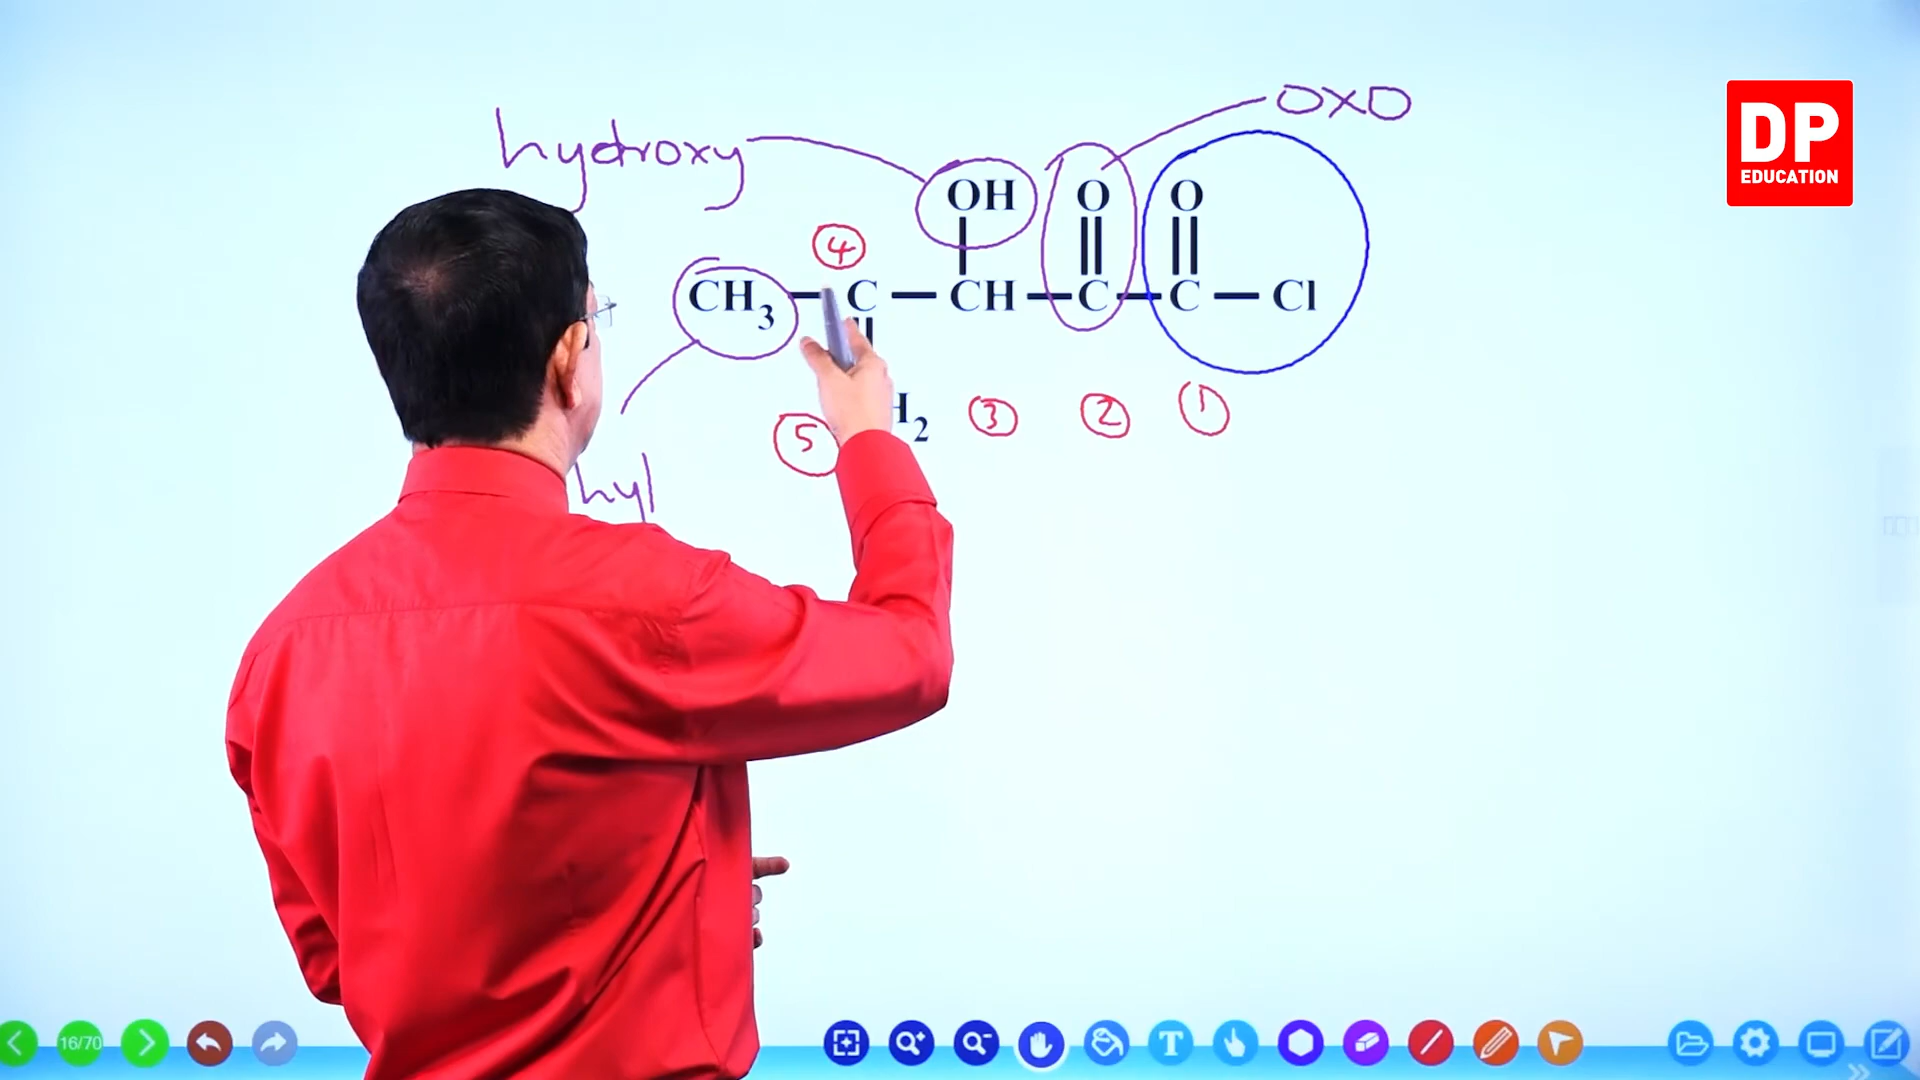 OXO
DP
EDUCATION
hydroxy
OH O O
4
CH3 — C — CH — C — C — Cl
H2
5 3 2 1
hyl
16/70
T